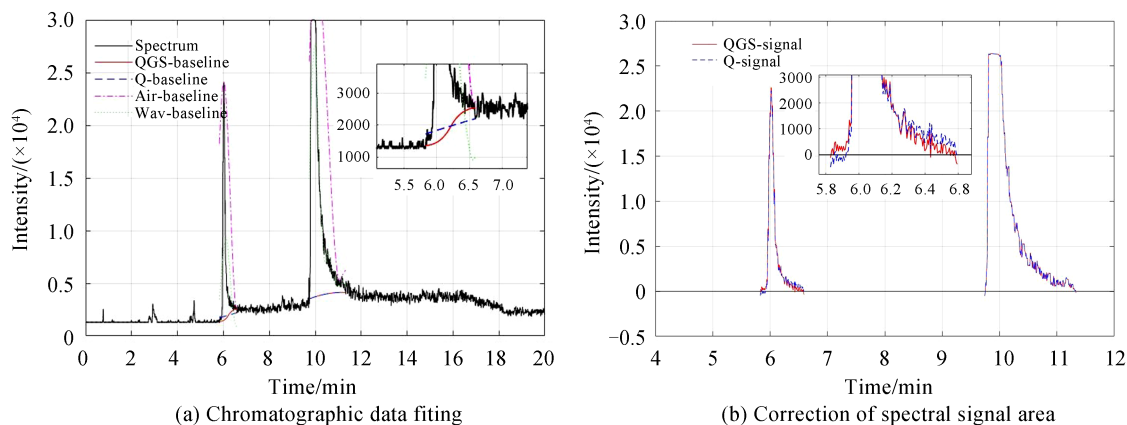 3.0
2.5
2.0
1.5
1.0
0.5
0
Intensity/(×10⁴)
Spectrum
QGS-baseline
Q-baseline
Air-baseline
Wav-baseline
3000
2000
1000
5.5 6.0 6.5 7.0
0 2 4 6 8 10 12 14 16 18 20
Time/min
(a) Chromatographic data fiting
3.0
2.5
2.0
1.5
1.0
0.5
0
−0.5
Intensity/(×10⁴)
QGS-signal
Q-signal
3000
2000
1000
0
5.8 6.0 6.2 6.4 6.6 6.8
4 5 6 7 8 9 10 11 12
Time/min
(b) Correction of spectral signal area